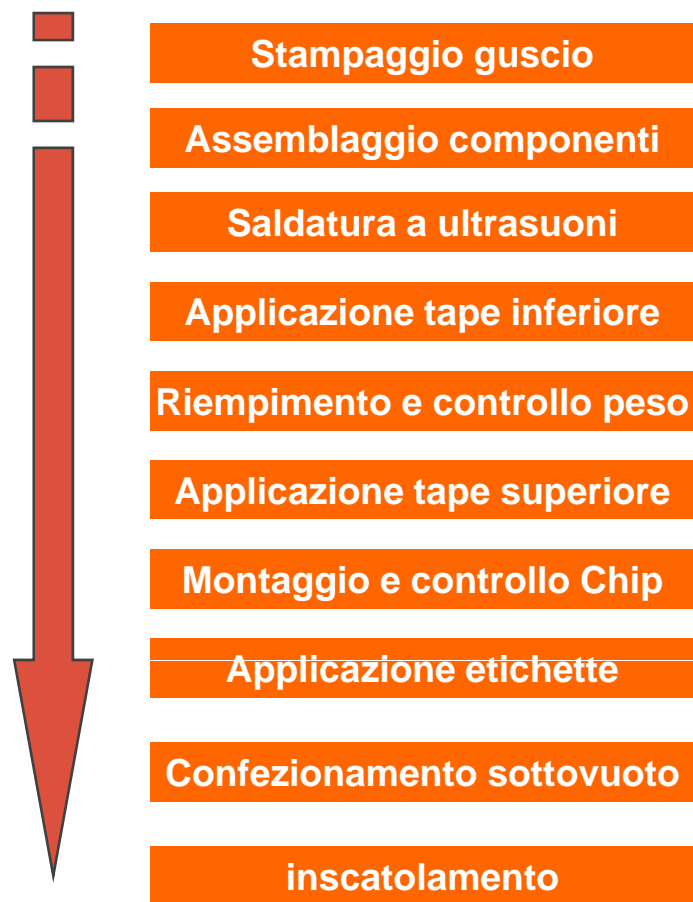 Stampaggio guscio
Assemblaggio componenti
Saldatura a ultrasuoni
Applicazione tape inferiore
Riempimento e controllo peso
Applicazione tape superiore
Montaggio e controllo Chip
Applicazione etichette
Confezionamento sottovuoto
inscatolamento